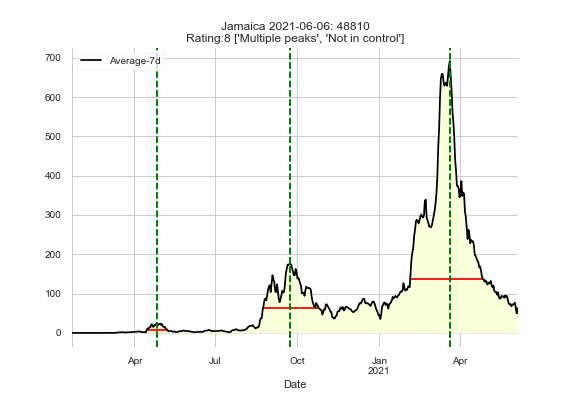 Jamaica 2021-06-06: 48810
Rating:8 ['Multiple peaks', 'Not in control']
Average-7d
700
600
500
400
300
200
100
0
Apr
Jul
Oct
Jan
2021
Apr
Date